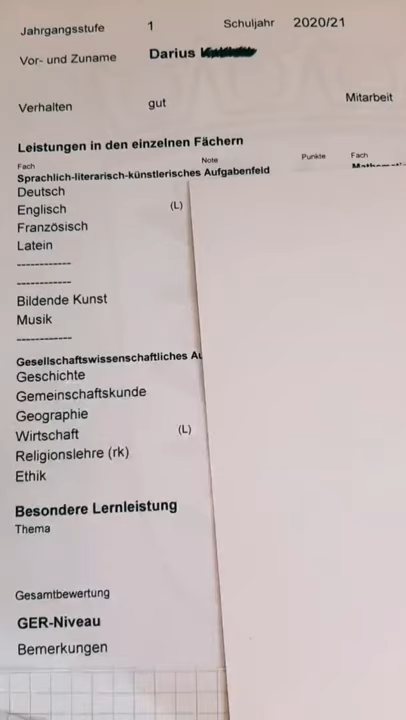 Jahrgangsstufe 1 Schuljahr 2020/21
Vor- und Zuname Darius
Verhalten gut Mitarbeit
Leistungen in den einzelnen Fächern
Fach Note Punkte Fach
Sprachlich-literarisch-künstlerisches Aufgabenfeld
Deutsch
Englisch (L)
Französisch
Latein
------------
------------
Bildende Kunst
Musik
------------
Gesellschaftswissenschaftliches Au
Geschichte
Gemeinschaftskunde
Geographie
Wirtschaft (L)
Religionslehre (rk)
Ethik
Besondere Lernleistung
Thema
Gesamtbewertung
GER-Niveau
Bemerkungen